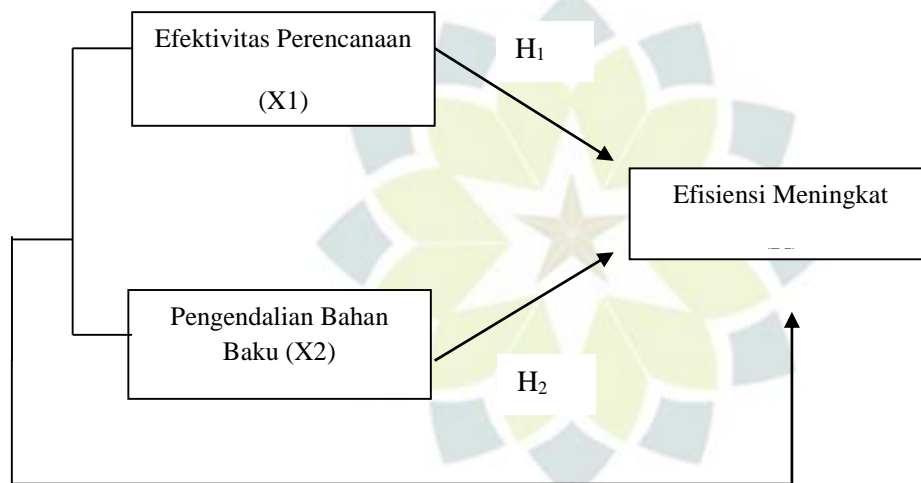 Efektivitas Perencanaan
(X1)
H₁
Efisiensi Meningkat
Pengendalian Bahan
Baku (X2)
H₂